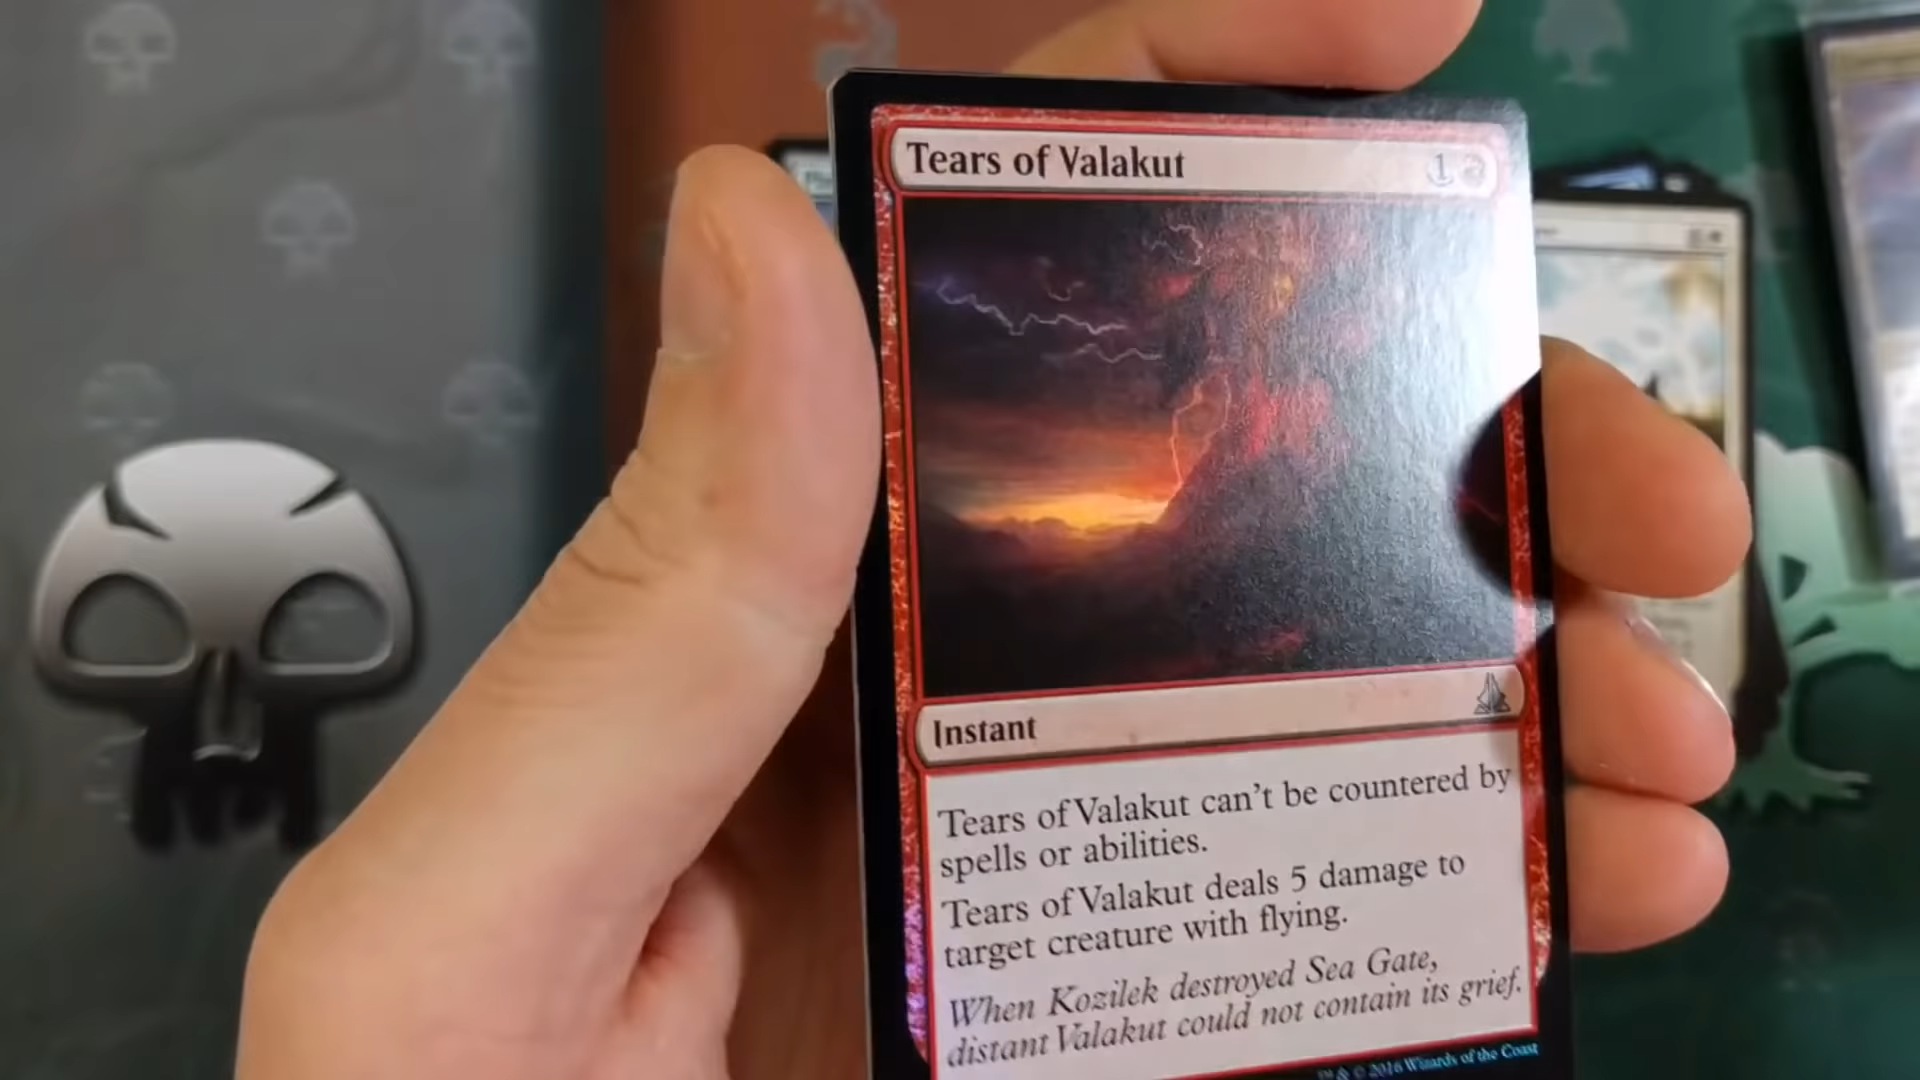 Tears of Valakut 1
Instant
Tears of Valakut can't be countered by
spells or abilities.
Tears of Valakut deals 5 damage to
target creature with flying.
When Kozilek destroyed Sea Gate,
distant Valakut could not contain its grief.
™ & © 2016 Wizards of the Coast